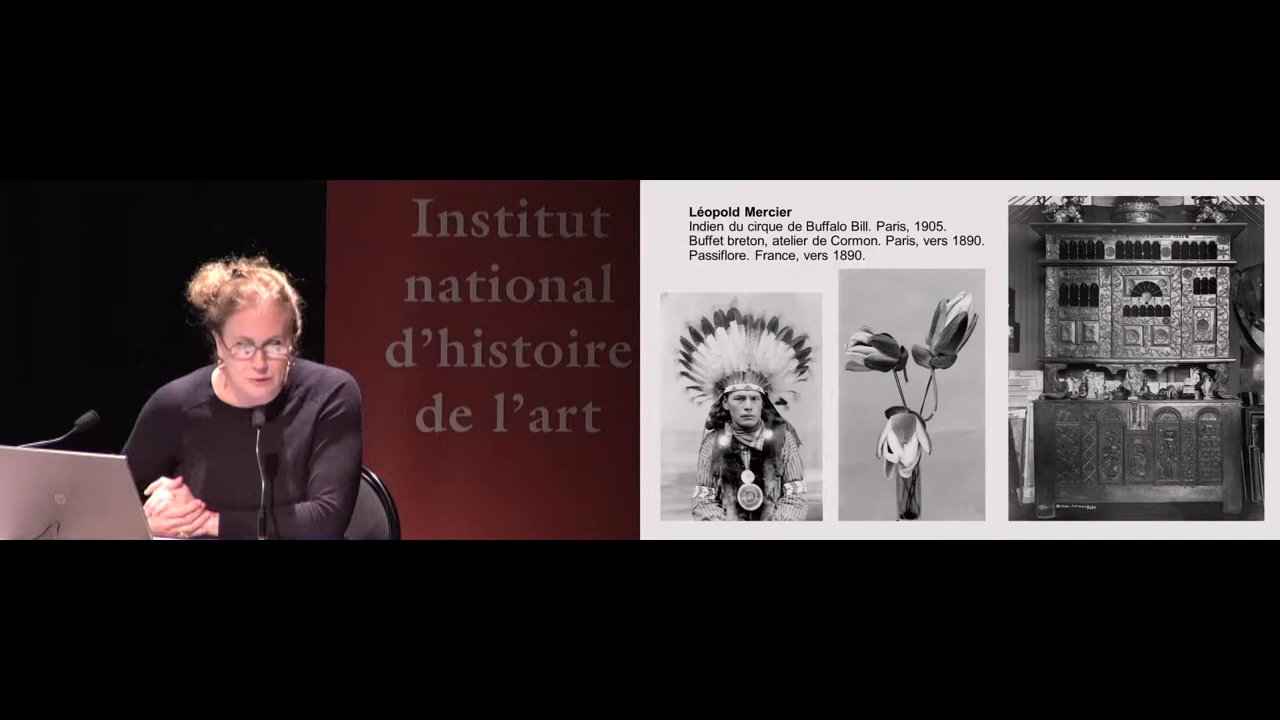 Institut
national
d'histoire
de l'art
Léopold Mercier
Indien du cirque de Buffalo Bill. Paris, 1905.
Buffet breton, atelier de Cormon. Paris, vers 1890.
Passiflore. France, vers 1890.
hp